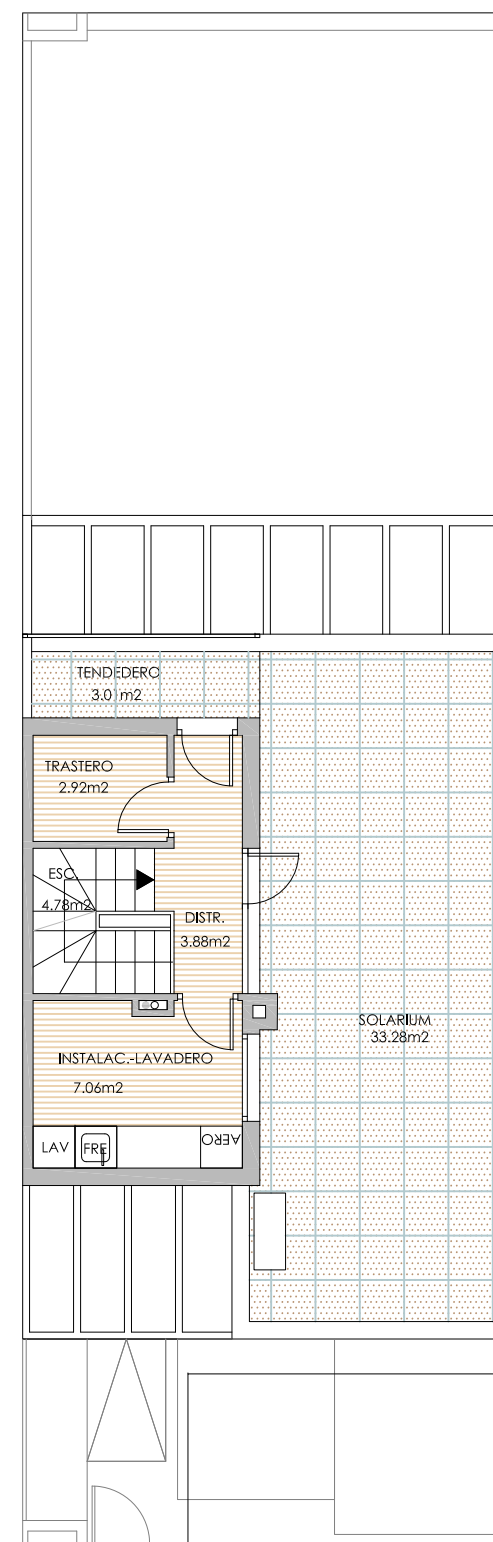 TENDEDERO
3.01m2
TRASTERO
2.92m2
ESC.
4.78m2
DISTR.
3.88m2
SOLARIUM
33.28m2
INSTALAC.-LAVADERO
7.06m2
LAV
FRE
AERO